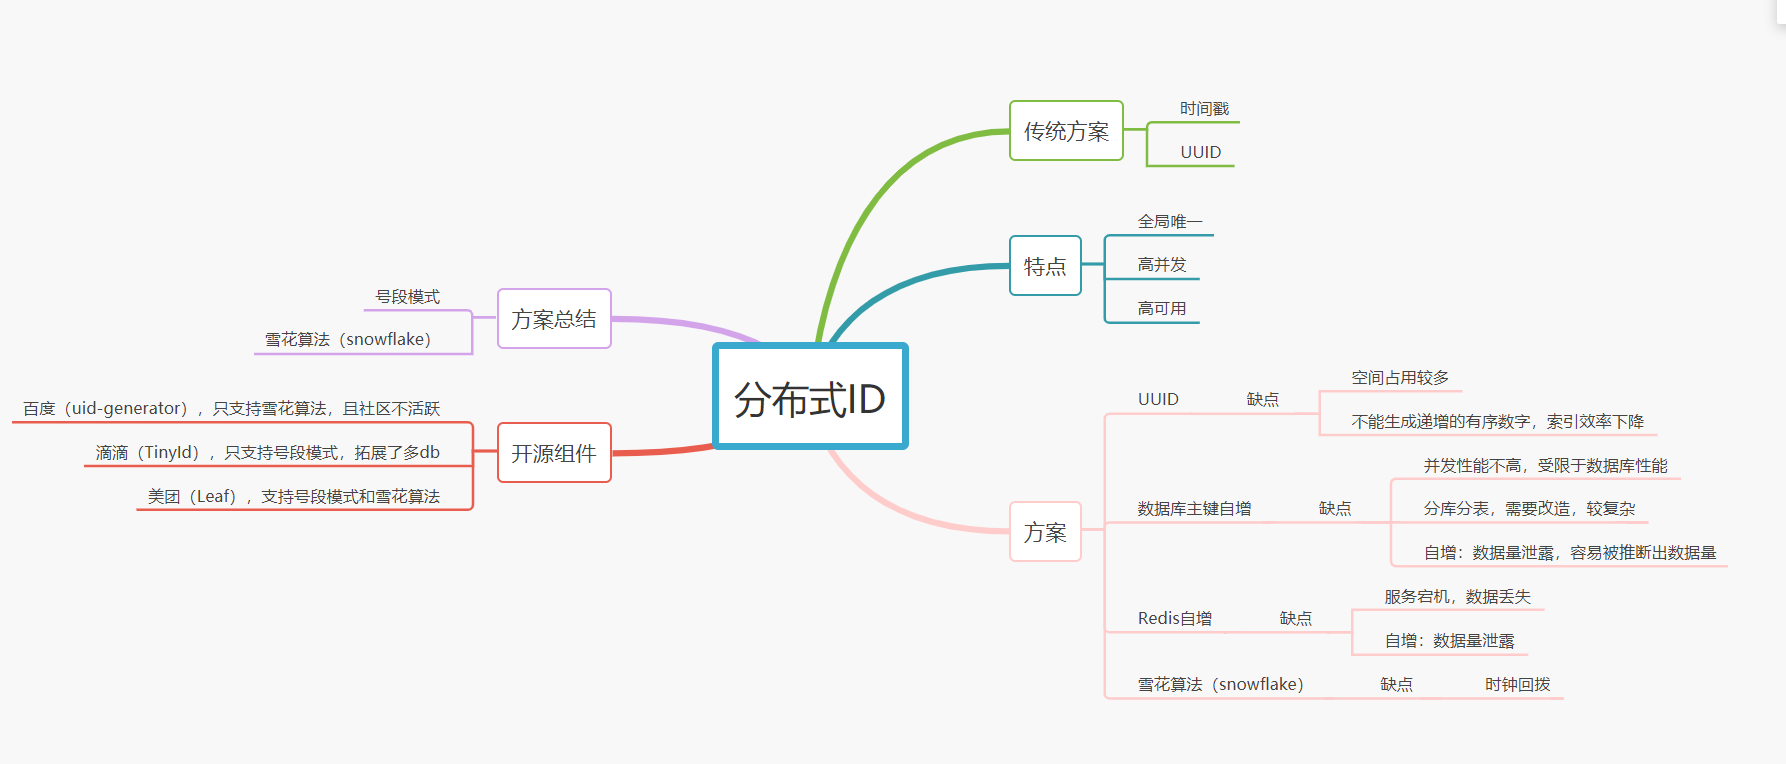 分布式ID
传统方案
时间戳
UUID
特点
全局唯一
高并发
高可用
方案
UUID
缺点
空间占用较多
不能生成递增的有序数字，索引效率下降
数据库主键自增
缺点
并发性能不高，受限于数据库性能
分库分表，需要改造，较复杂
自增：数据量泄露，容易被推断出数据量
Redis自增
缺点
服务宕机，数据丢失
自增：数据量泄露
雪花算法（snowflake）
缺点
时钟回拨
方案总结
号段模式
雪花算法（snowflake）
开源组件
百度（uid-generator），只支持雪花算法，且社区不活跃
滴滴（TinyId），只支持号段模式，拓展了多db
美团（Leaf），支持号段模式和雪花算法